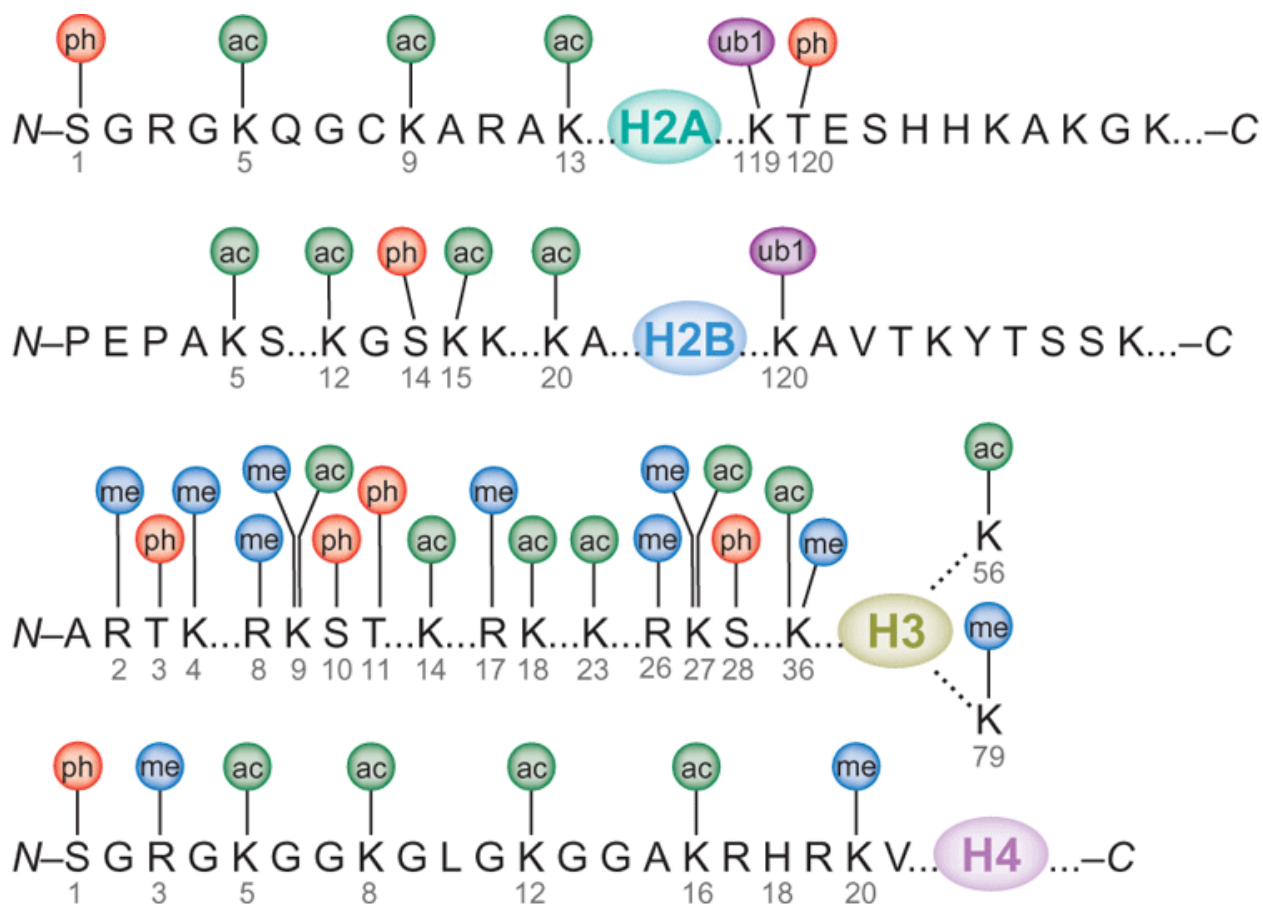 ph ac ac ac ub1 ph
N–S G R G K Q G C K A R A K... H2A ...K T E S H H K A K G K...–C
1 5 9 13 119 120
ac ac ph ac ac ub1
N–P E P A K S...K G S K K...K A... H2B ...K A V T K Y T S S K...–C
5 12 14 15 20 120
ac
me ac me ac
me me ph me ac
ph me ph ac ac ac me ph me
K
56
N–A R T K...R K S T...K...R K...K...R K S...K... H3
me
2 3 4 8 9 10 11 14 17 18 23 26 27 28 36
K
79
ph me ac ac ac ac me
N–S G R G K G G K G L G K G G A K R H R K V... H4 ...–C
1 3 5 8 12 16 18 20